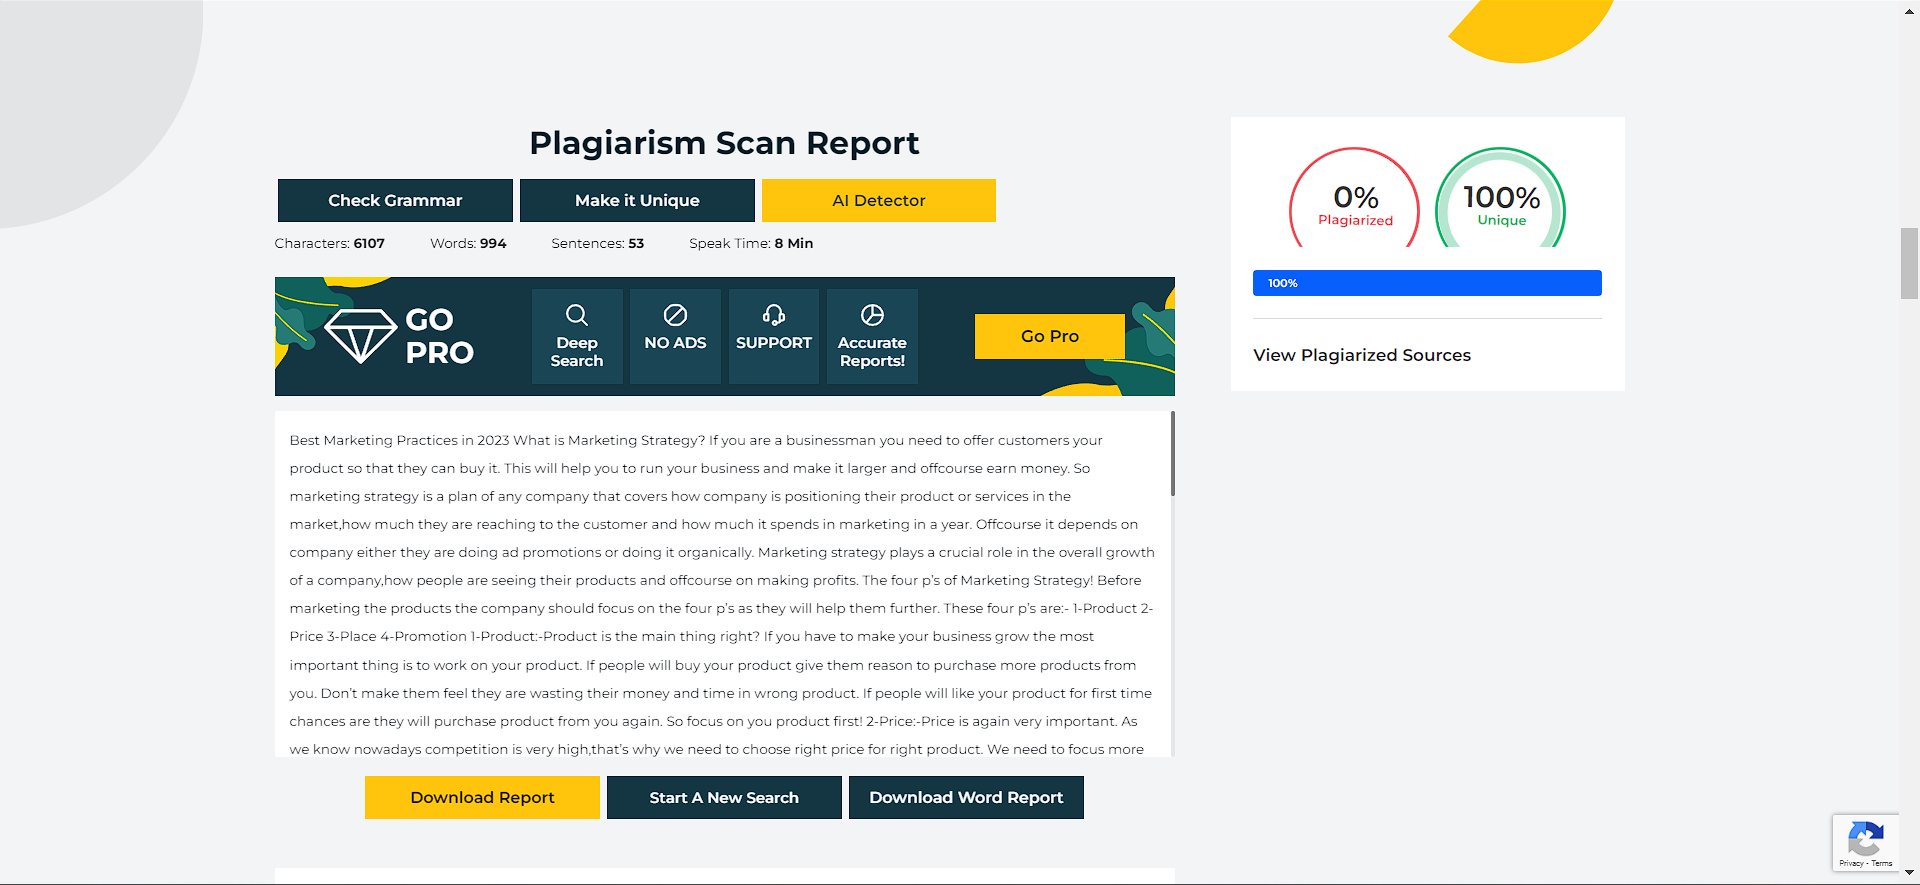 Plagiarism Scan Report
Check Grammar
Make it Unique
AI Detector
Characters: 6107 Words: 994 Sentences: 53 Speak Time: 8 Min
GO
PRO
Deep
Search
NO ADS
SUPPORT
Accurate
Reports!
Go Pro
Best Marketing Practices in 2023 What is Marketing Strategy? If you are a businessman you need to offer customers your
product so that they can buy it. This will help you to run your business and make it larger and offcourse earn money. So
marketing strategy is a plan of any company that covers how company is positioning their product or services in the
market,how much they are reaching to the customer and how much it spends in marketing in a year. Offcourse it depends on
company either they are doing ad promotions or doing it organically. Marketing strategy plays a crucial role in the overall growth
of a company,how people are seeing their products and offcourse on making profits. The four p’s of Marketing Strategy! Before
marketing the products the company should focus on the four p’s as they will help them further. These four p’s are:- 1-Product 2-
Price 3-Place 4-Promotion 1-Product:-Product is the main thing right? If you have to make your business grow the most
important thing is to work on your product. If people will buy your product give them reason to purchase more products from
you. Don’t make them feel they are wasting their money and time in wrong product. If people will like your product for first time
chances are they will purchase product from you again. So focus on you product first! 2-Price:-Price is again very important. As
we know nowadays competition is very high,that’s why we need to choose right price for right product. We need to focus more
Download Report
Start A New Search
Download Word Report
0%
Plagiarized
100%
Unique
100%
View Plagiarized Sources
Privacy - Terms